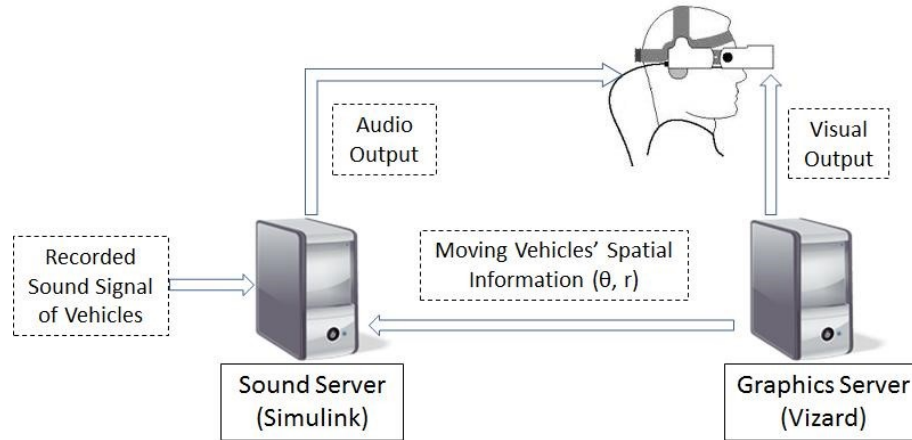 Audio
Output
Visual
Output
Recorded
Sound Signal
of Vehicles
Moving Vehicles’ Spatial
Information (θ, r)
Sound Server
(Simulink)
Graphics Server
(Vizard)